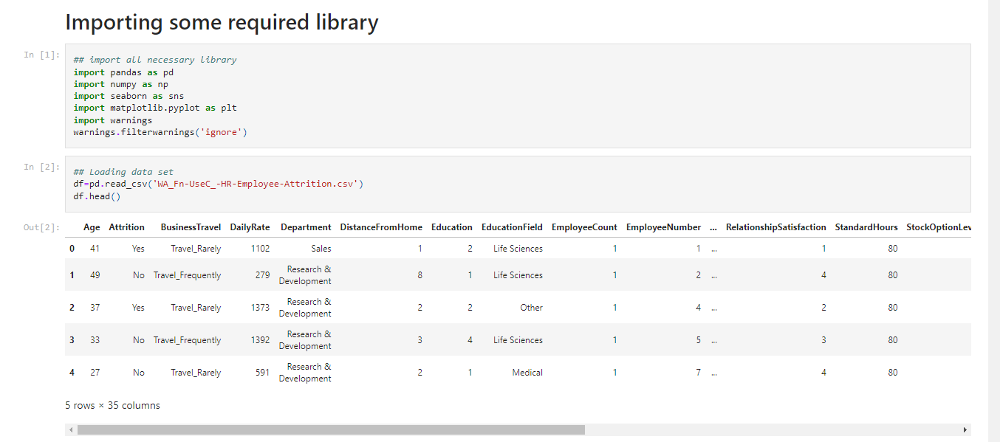 Importing some required library
In [1]:
## import all necessary library
import pandas as pd
import numpy as np
import seaborn as sns
import matplotlib.pyplot as plt
import warnings
warnings.filterwarnings('ignore')
In [2]:
## Loading data set
df=pd.read_csv('WA_Fn-UseC_-HR-Employee-Attrition.csv')
df.head()
Out[2]:
Age Attrition BusinessTravel DailyRate Department DistanceFromHome Education EducationField EmployeeCount EmployeeNumber ... RelationshipSatisfaction StandardHours StockOptionLev
0 41 Yes Travel_Rarely 1102 Sales 1 2 Life Sciences 1 1 ... 1 80
1 49 No Travel_Frequently 279 Research & Development 8 1 Life Sciences 1 2 ... 4 80
2 37 Yes Travel_Rarely 1373 Research & Development 2 2 Other 1 4 ... 2 80
3 33 No Travel_Frequently 1392 Research & Development 3 4 Life Sciences 1 5 ... 3 80
4 27 No Travel_Rarely 591 Research & Development 2 1 Medical 1 7 ... 4 80
5 rows × 35 columns